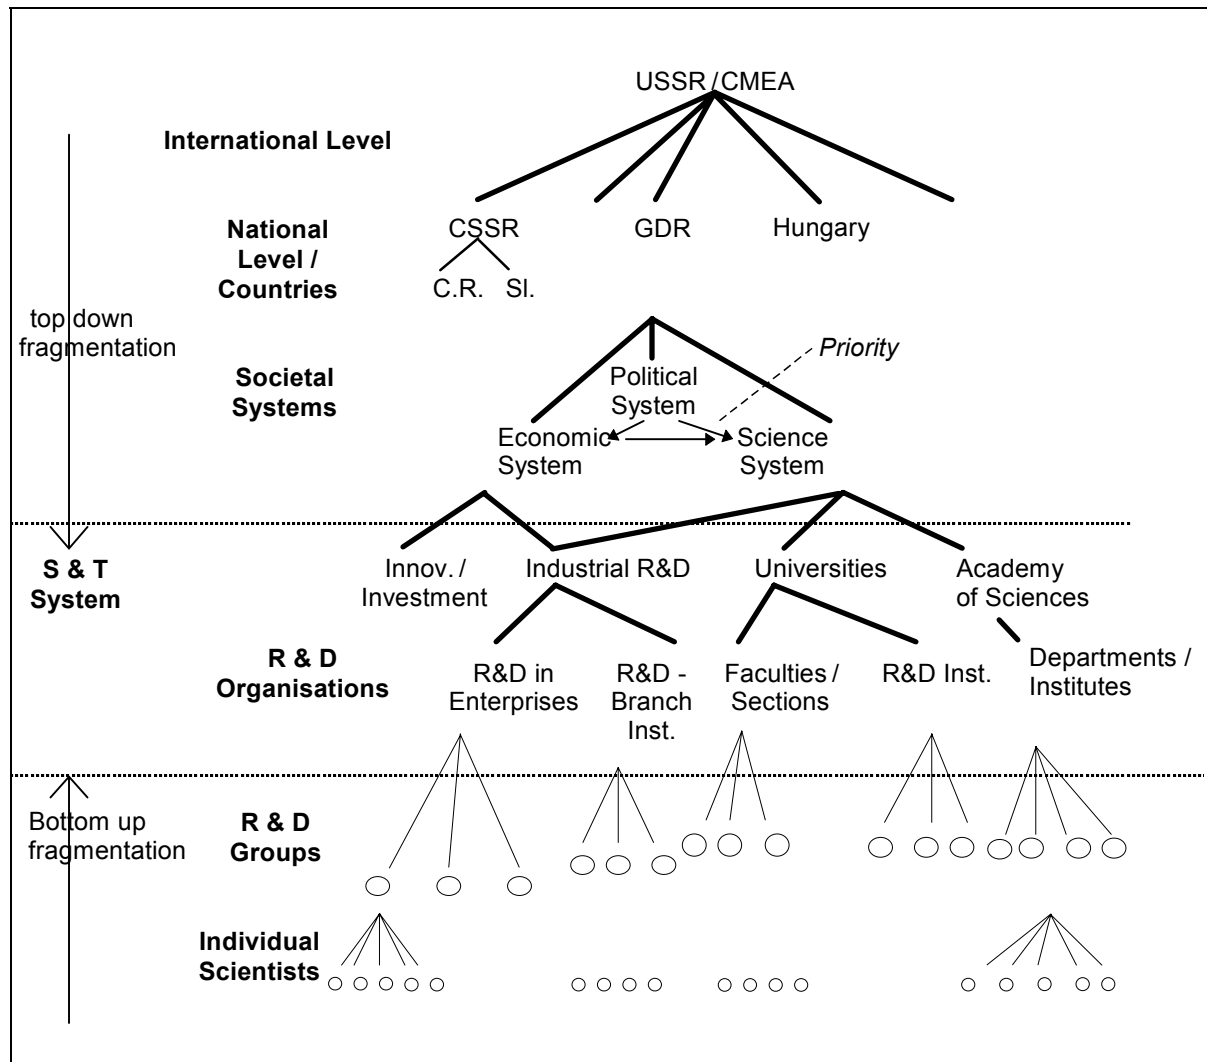 USSR / CMEA
International Level
National
Level /
Countries
CSSR
GDR
Hungary
C.R.
Sl.
top down
fragmentation
Societal
Systems
Priority
Political
System
Economic
System
Science
System
S & T
System
Innov. /
Investment
Industrial R&D
Universities
Academy
of Sciences
R & D
Organisations
R&D in
Enterprises
R&D -
Branch
Inst.
Faculties /
Sections
R&D Inst.
Departments /
Institutes
Bottom up
fragmentation
R & D
Groups
Individual
Scientists